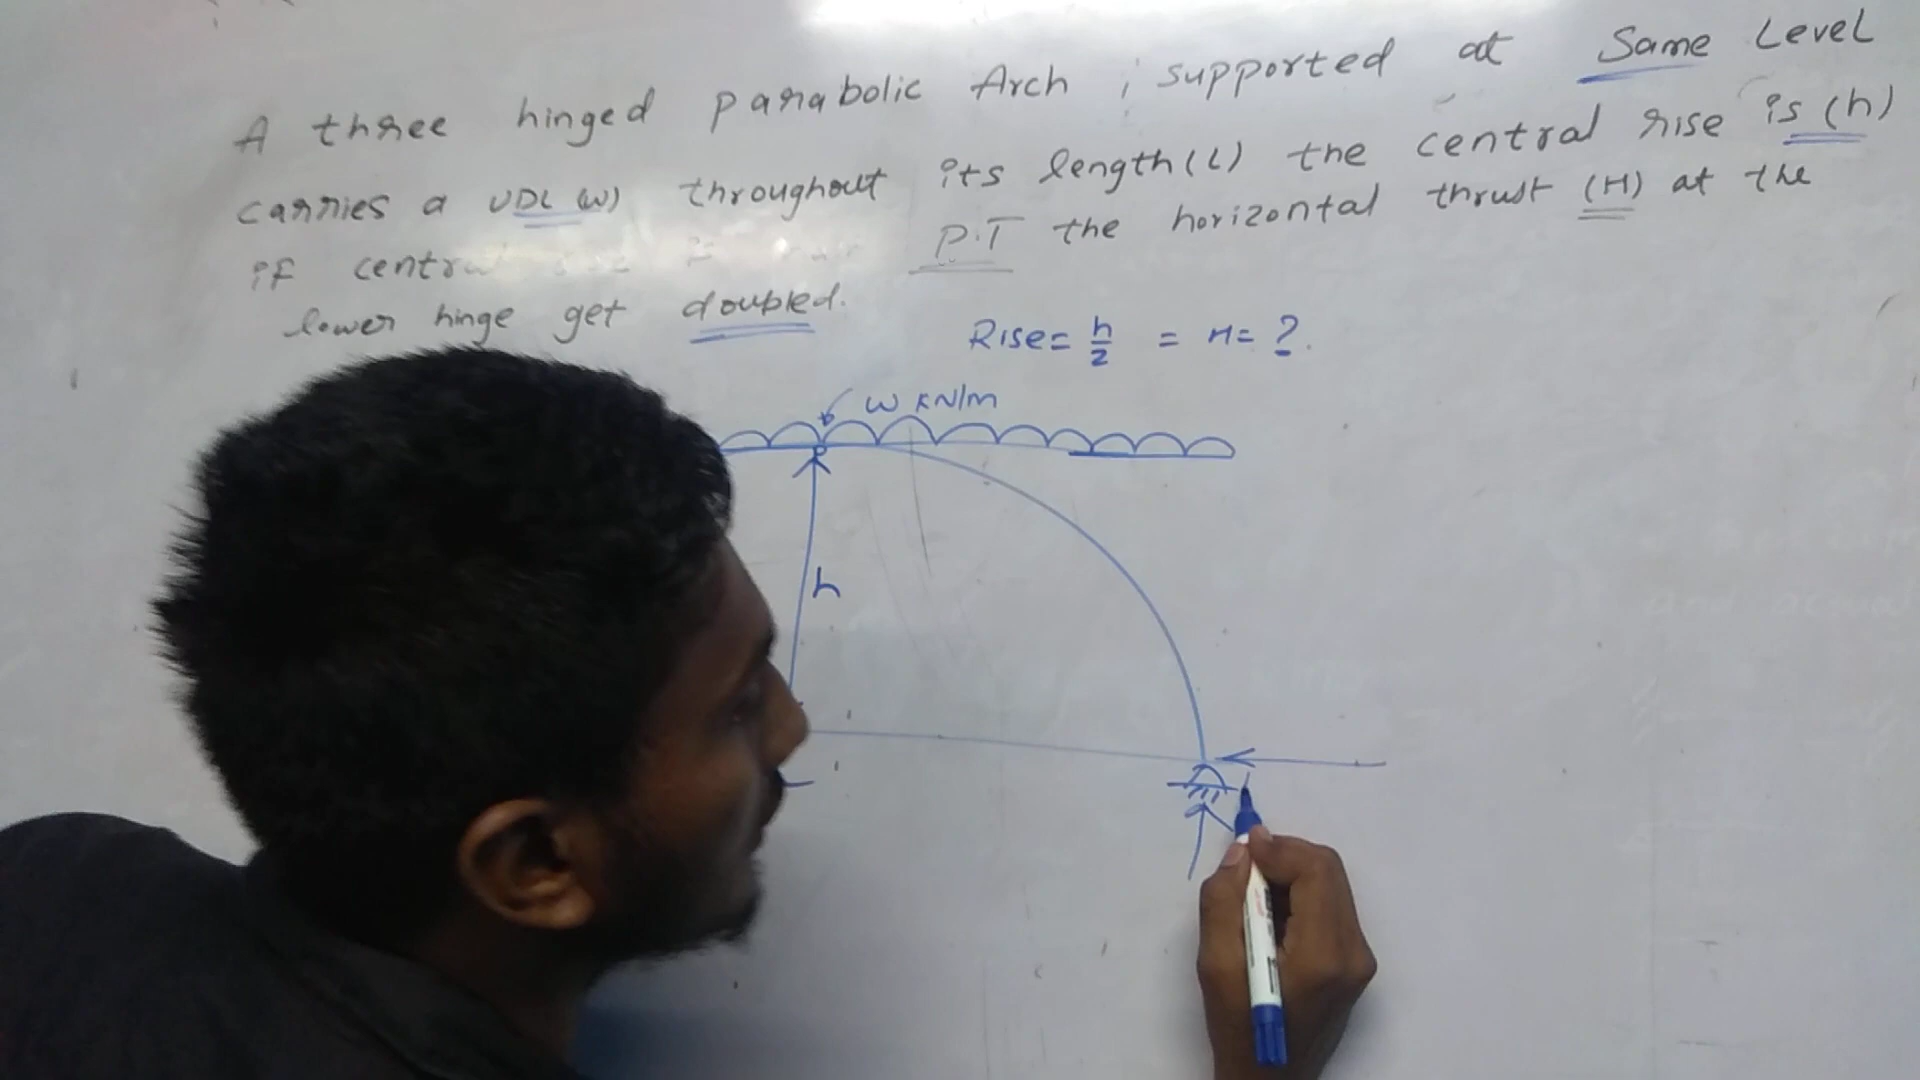 A three hinged parabolic Arch, supported at Same Level
carries a UDL (w) throughout its length (L) the central rise is (h)
if P.T the horizontal thrust (H) at the
lower hinge get doubled.
Rise = h/2 = H = ?.
w kN/m
h